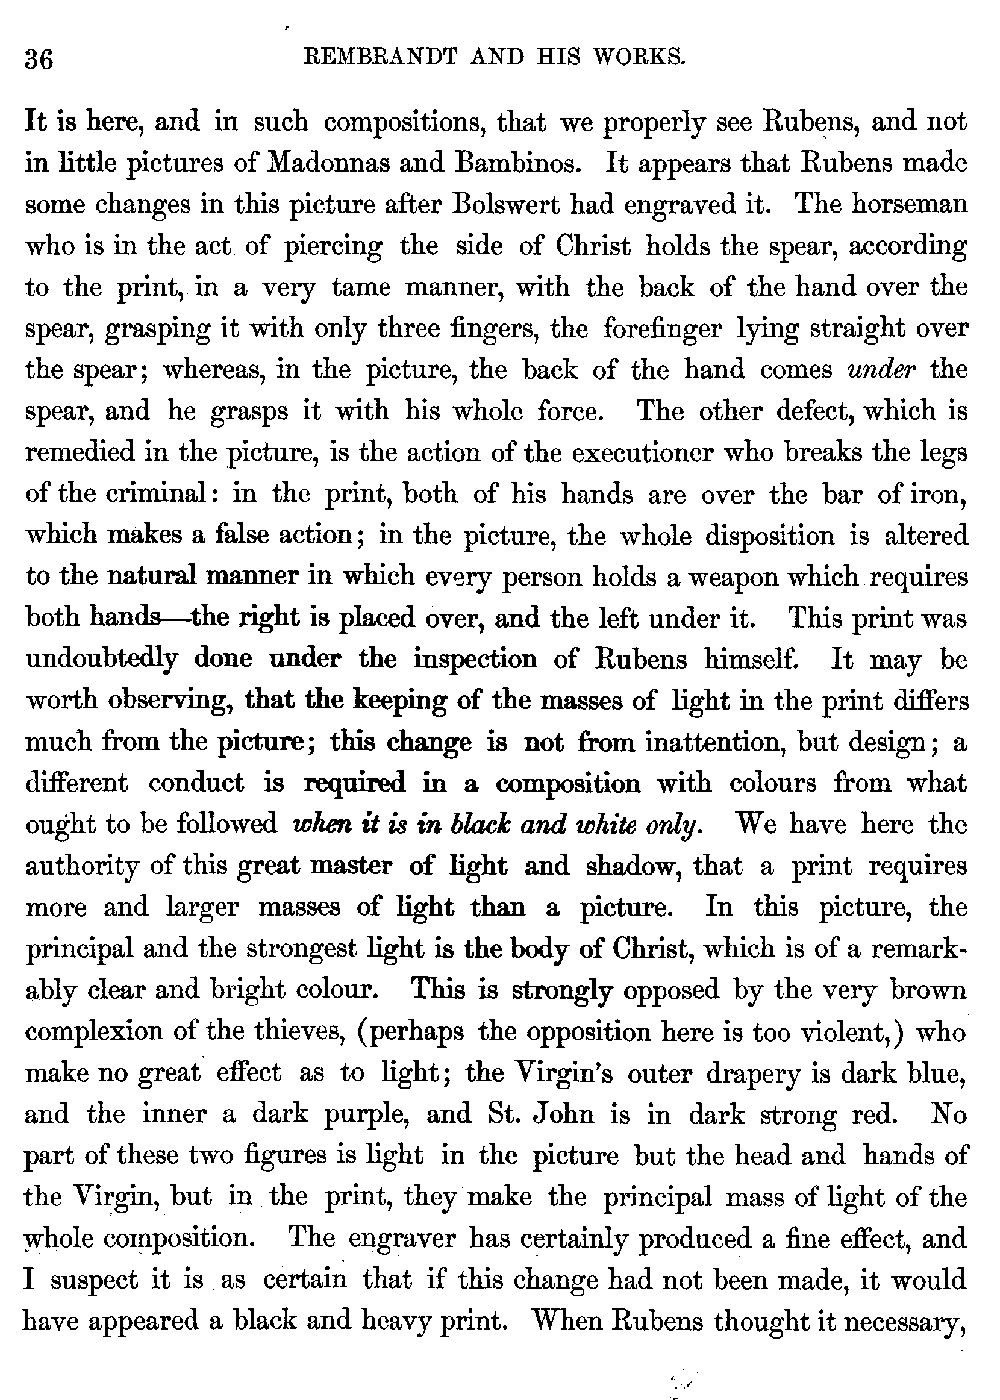 36 REMBRANDT AND HIS WORKS.
It is here, and in such compositions, that we properly see Rubens, and not
in little pictures of Madonnas and Bambinos. It appears that Rubens made
some changes in this picture after Bolswert had engraved it. The horseman
who is in the act of piercing the side of Christ holds the spear, according
to the print, in a very tame manner, with the back of the hand over the
spear, grasping it with only three fingers, the forefinger lying straight over
the spear; whereas, in the picture, the back of the hand comes under the
spear, and he grasps it with his whole force. The other defect, which is
remedied in the picture, is the action of the executioner who breaks the legs
of the criminal: in the print, both of his hands are over the bar of iron,
which makes a false action; in the picture, the whole disposition is altered
to the natural manner in which every person holds a weapon which requires
both hands—the right is placed over, and the left under it. This print was
undoubtedly done under the inspection of Rubens himself. It may be
worth observing, that the keeping of the masses of light in the print differs
much from the picture; this change is not from inattention, but design; a
different conduct is required in a composition with colours from what
ought to be followed when it is in black and white only. We have here the
authority of this great master of light and shadow, that a print requires
more and larger masses of light than a picture. In this picture, the
principal and the strongest light is the body of Christ, which is of a remark-
ably clear and bright colour. This is strongly opposed by the very brown
complexion of the thieves, (perhaps the opposition here is too violent,) who
make no great effect as to light; the Virgin's outer drapery is dark blue,
and the inner a dark purple, and St. John is in dark strong red. No
part of these two figures is light in the picture but the head and hands of
the Virgin, but in the print, they make the principal mass of light of the
whole composition. The engraver has certainly produced a fine effect, and
I suspect it is as certain that if this change had not been made, it would
have appeared a black and heavy print. When Rubens thought it necessary,